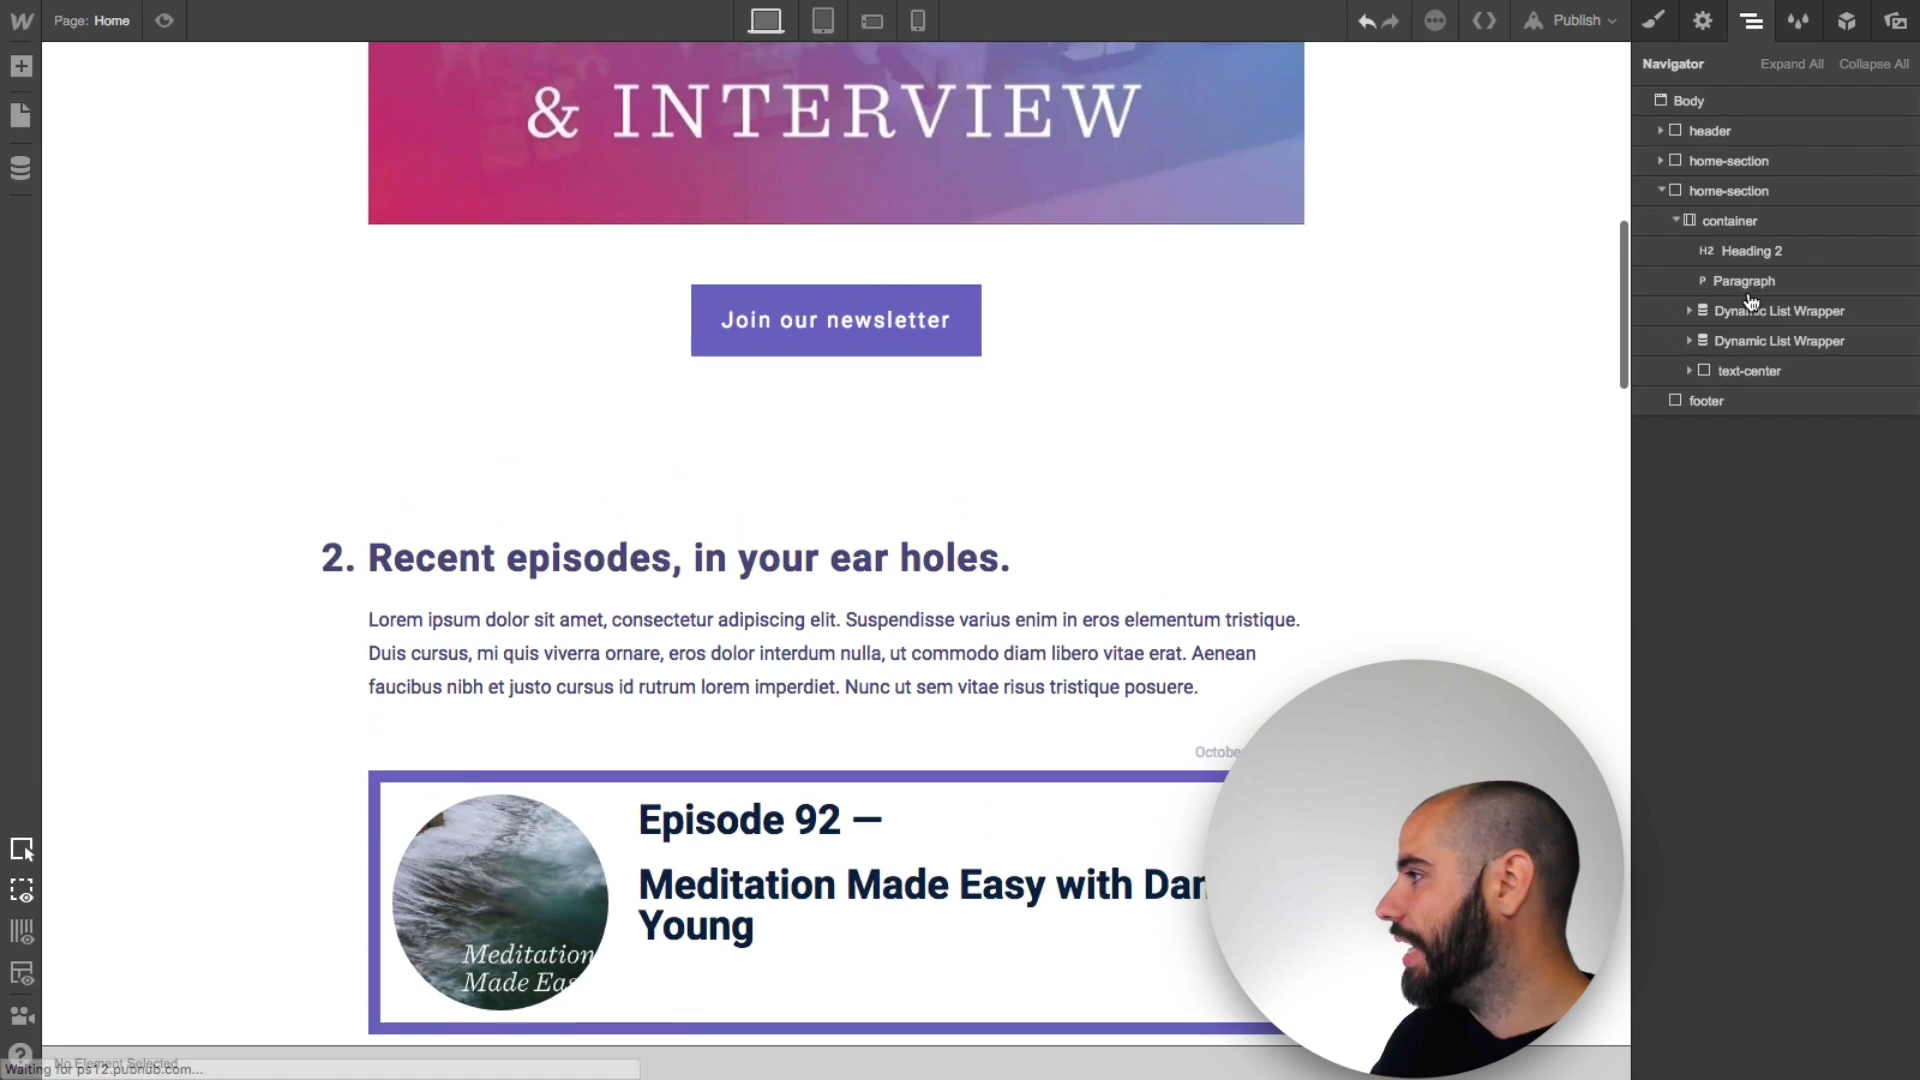 Page: Home
Publish
Navigator
Expand All
Collapse All
Body
header
home-section
home-section
container
H2 Heading 2
P Paragraph
Dynamic List Wrapper
Dynamic List Wrapper
text-center
footer
& INTERVIEW
Join our newsletter
2. Recent episodes, in your ear holes.
Lorem ipsum dolor sit amet, consectetur adipiscing elit. Suspendisse varius enim in eros elementum tristique.
Duis cursus, mi quis viverra ornare, eros dolor interdum nulla, ut commodo diam libero vitae erat. Aenean
faucibus nibh et justo cursus id rutrum lorem imperdiet. Nunc ut sem vitae risus tristique posuere.
Episode 92 —
Meditation Made Easy with
Young
Meditation
Made
No Element Selected
Waiting for ps12.pubnub.com...